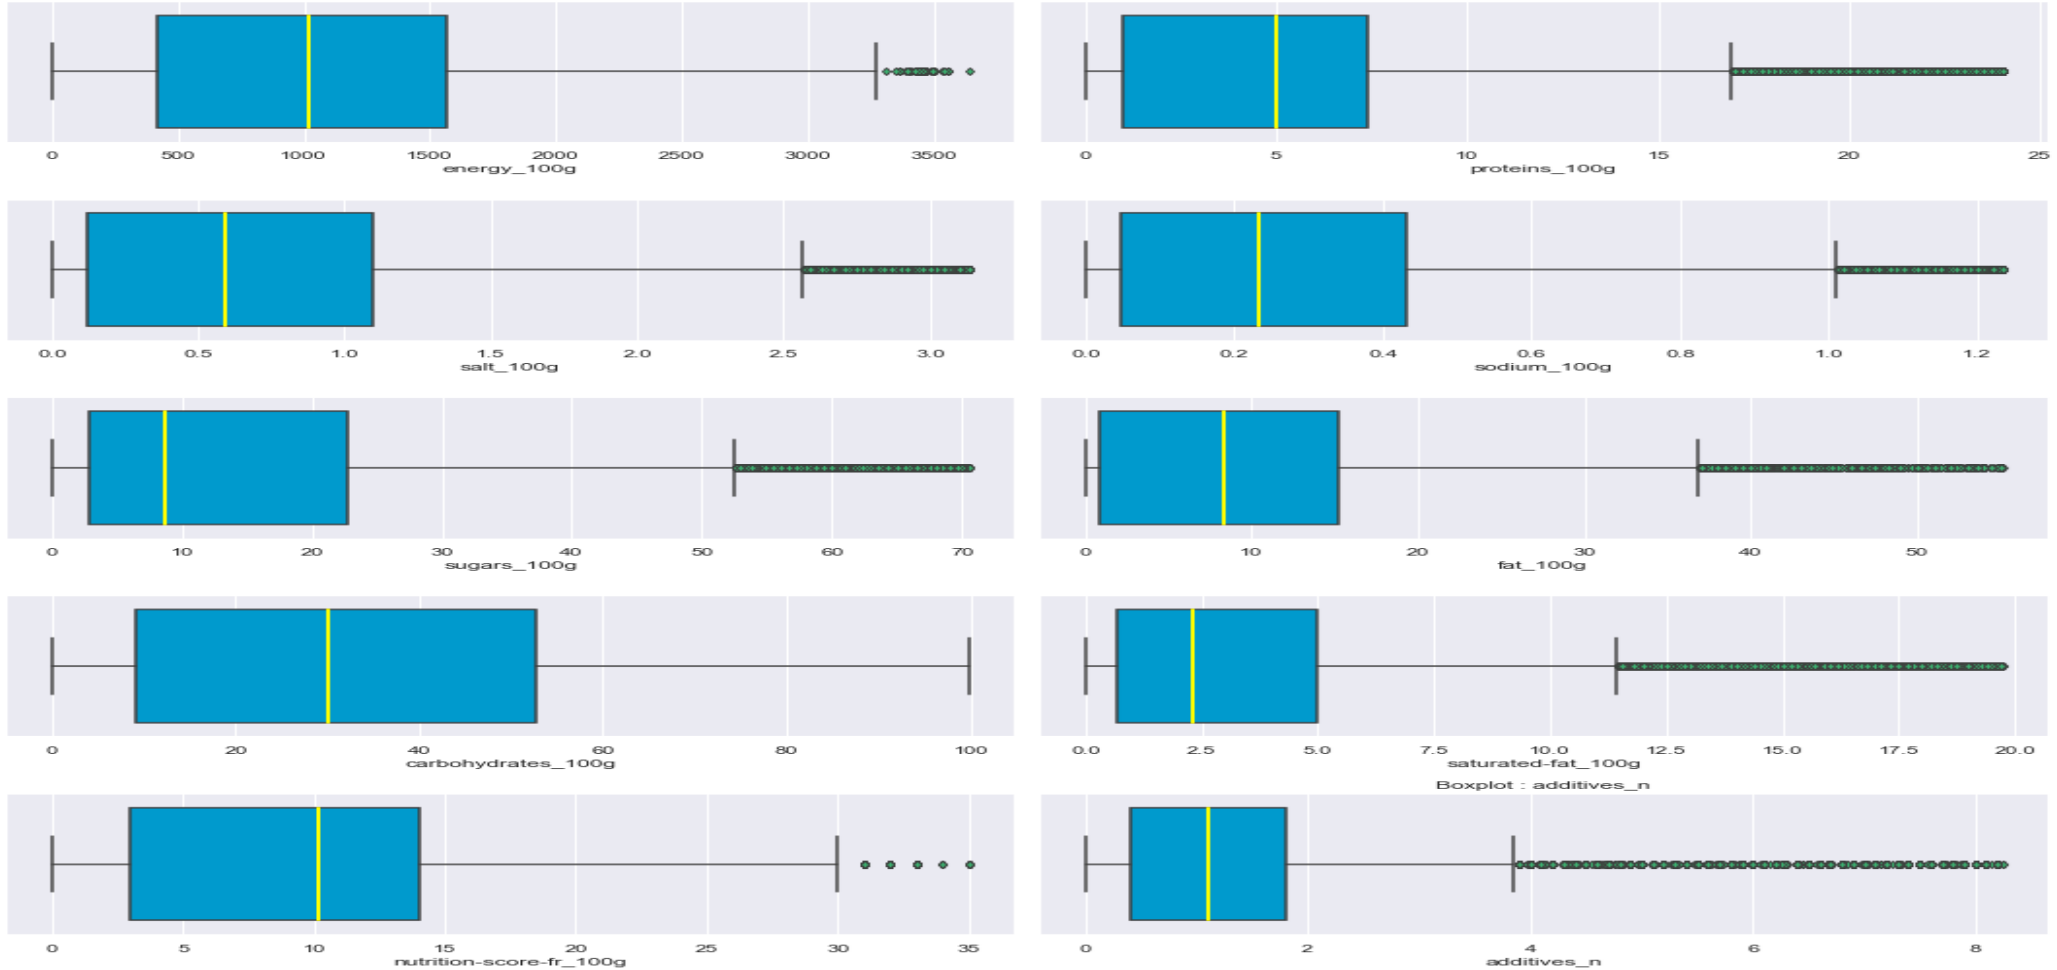 0 500 1000 1500 2000 2500 3000 3500
energy_100g
0 5 10 15 20 25
proteins_100g
0.0 0.5 1.0 1.5 2.0 2.5 3.0
salt_100g
0.0 0.2 0.4 0.6 0.8 1.0 1.2
sodium_100g
0 10 20 30 40 50 60 70
sugars_100g
0 10 20 30 40 50
fat_100g
0 20 40 60 80 100
carbohydrates_100g
0.0 2.5 5.0 7.5 10.0 12.5 15.0 17.5 20.0
saturated-fat_100g
0 5 10 15 20 25 30 35
nutrition-score-fr_100g
Boxplot : additives_n
0 2 4 6 8
additives_n